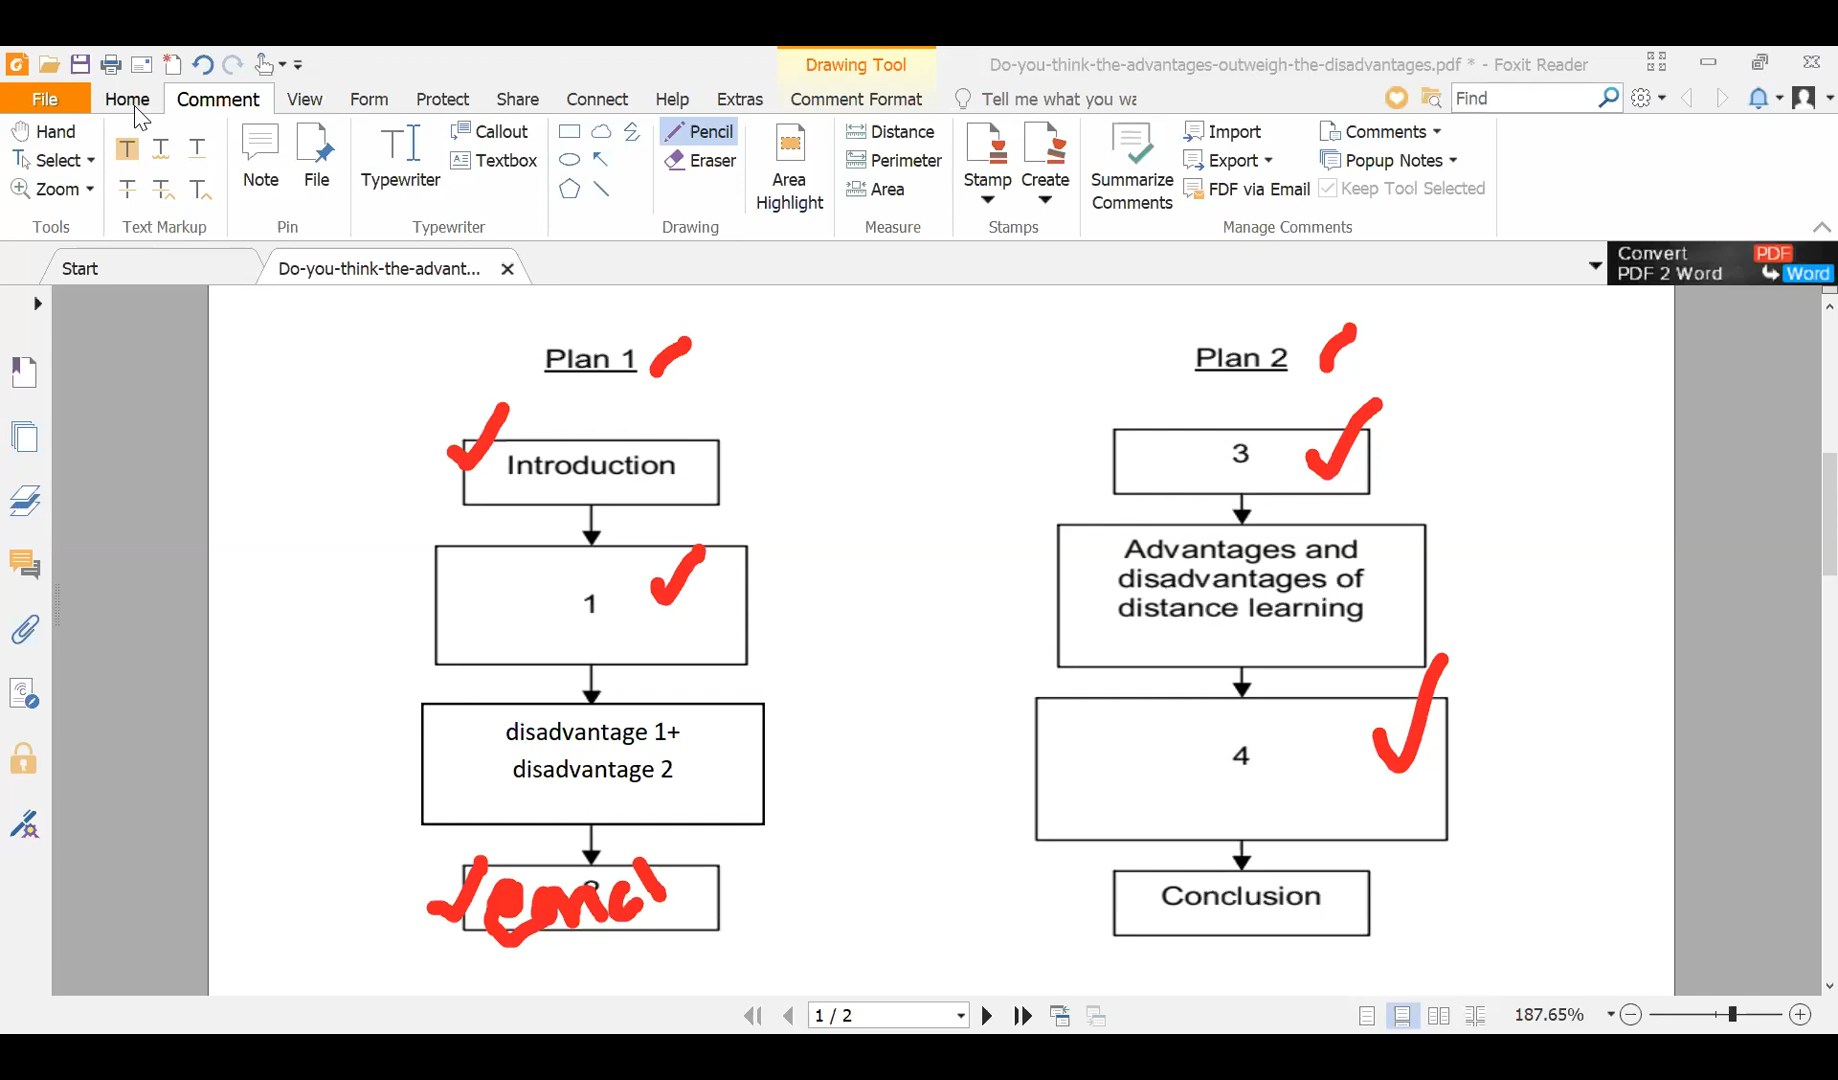 Drawing Tool
Do-you-think-the-advantages-outweigh-the-disadvantages.pdf * - Foxit Reader
File Home Comment View Form Protect Share Connect Help Extras Comment Format Tell me what you wa Find
Hand
Select
Zoom
Tools
Text Markup
Note
File
Pin
Typewriter
Callout
Textbox
Typewriter
Pencil
Eraser
Drawing
Area
Highlight
Distance
Perimeter
Area
Measure
Stamp
Create
Stamps
Summarize
Comments
Import
Export
FDF via Email
Comments
Popup Notes
Keep Tool Selected
Manage Comments
Start
Do-you-think-the-advant...
Convert
PDF 2 Word
PDF
Word
Plan 1
Introduction
1
disadvantage 1+
disadvantage 2
Plan 2
3
Advantages and
disadvantages of
distance learning
4
Conclusion
1 / 2
187.65%